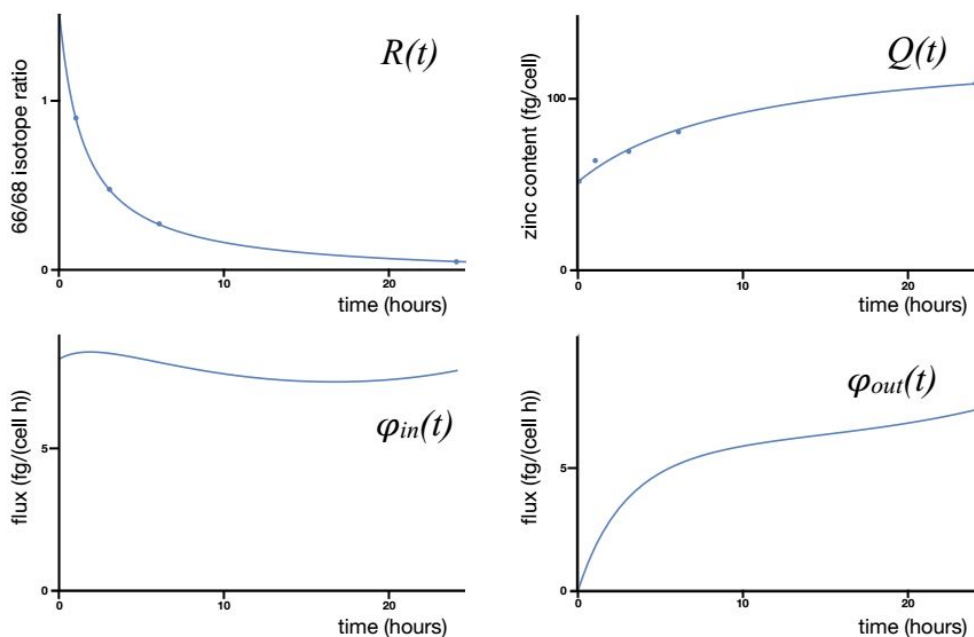 R(t)
66/68 isotope ratio
1
0
0
10
20
time (hours)
Q(t)
zinc content (fg/cell)
100
0
0
10
20
time (hours)
φin(t)
flux (fg/(cell h))
5
0
0
10
20
time (hours)
φout(t)
flux (fg/(cell h))
5
0
0
10
20
time (hours)